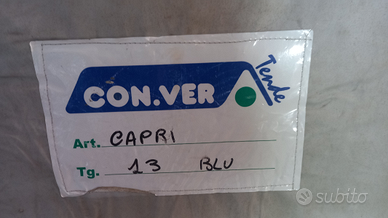 CON.VER
Tende
Art. CAPRI
Tg. 13 BLU
subito